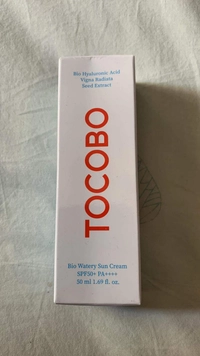 Bio Hyaluronic Acid
Vigna Radiata
Seed Extract
TOCOBO
Bio Watery Sun Cream
SPF50+ PA++++
50 ml 1.69 fl. oz.